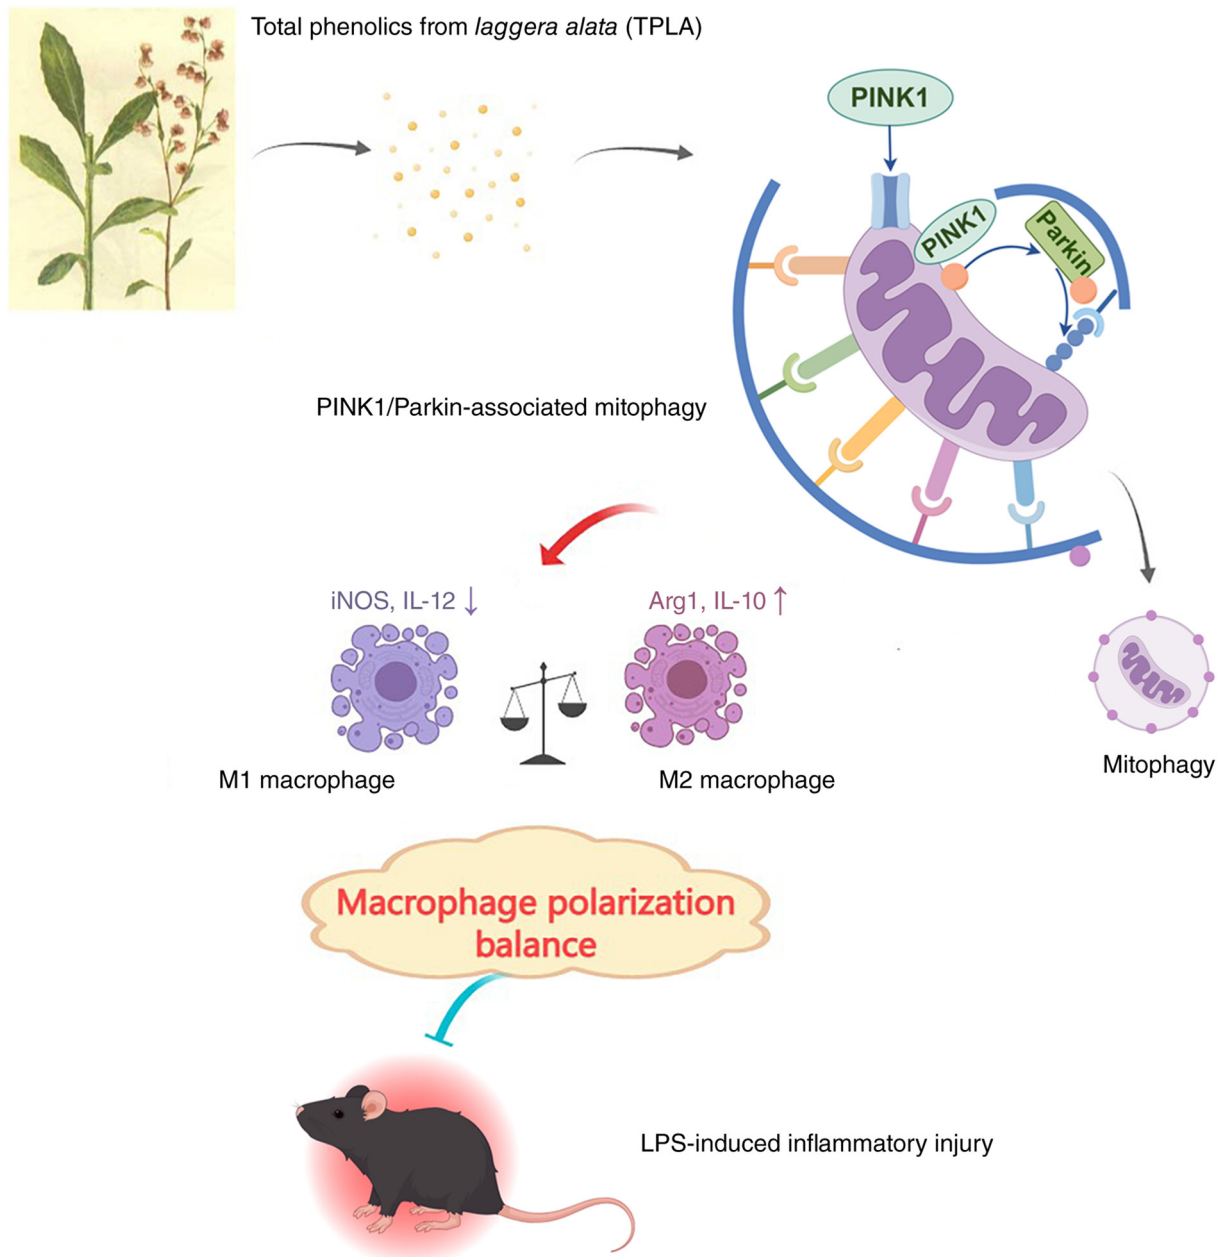 Total phenolics from laggera alata (TPLA)
PINK1
PINK1
Parkin
PINK1/Parkin-associated mitophagy
iNOS, IL-12 ↓
Arg1, IL-10 ↑
M1 macrophage
M2 macrophage
Mitophagy
Macrophage polarization
balance
LPS-induced inflammatory injury